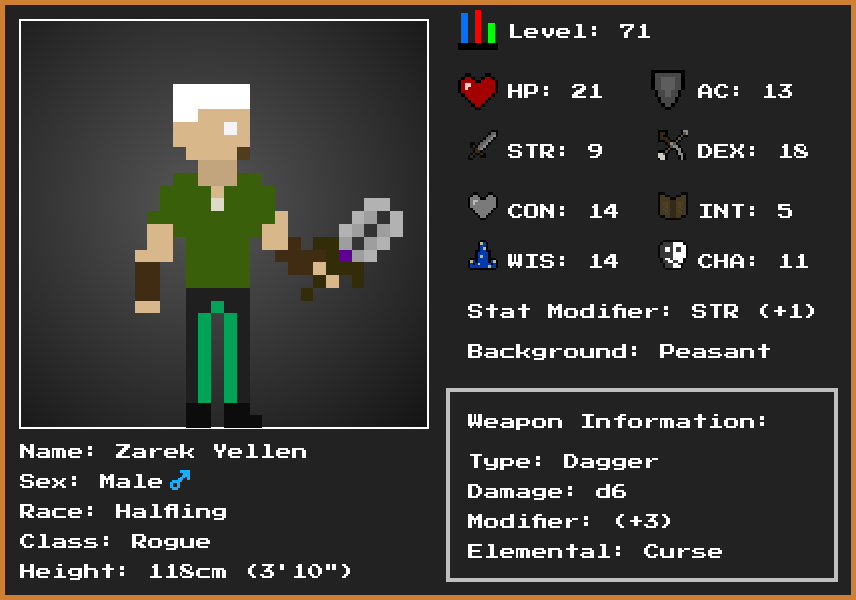 Level: 71
HP: 21
AC: 13
STR: 9
DEX: 18
CON: 14
INT: 5
WIS: 14
CHA: 11
Stat Modifier: STR (+1)
Background: Peasant
Weapon Information:
Type: Dagger
Damage: d6
Modifier: (+3)
Elemental: Curse
Name: Zarek Yellen
Sex: Male ♂
Race: Halfling
Class: Rogue
Height: 118cm (3'10")